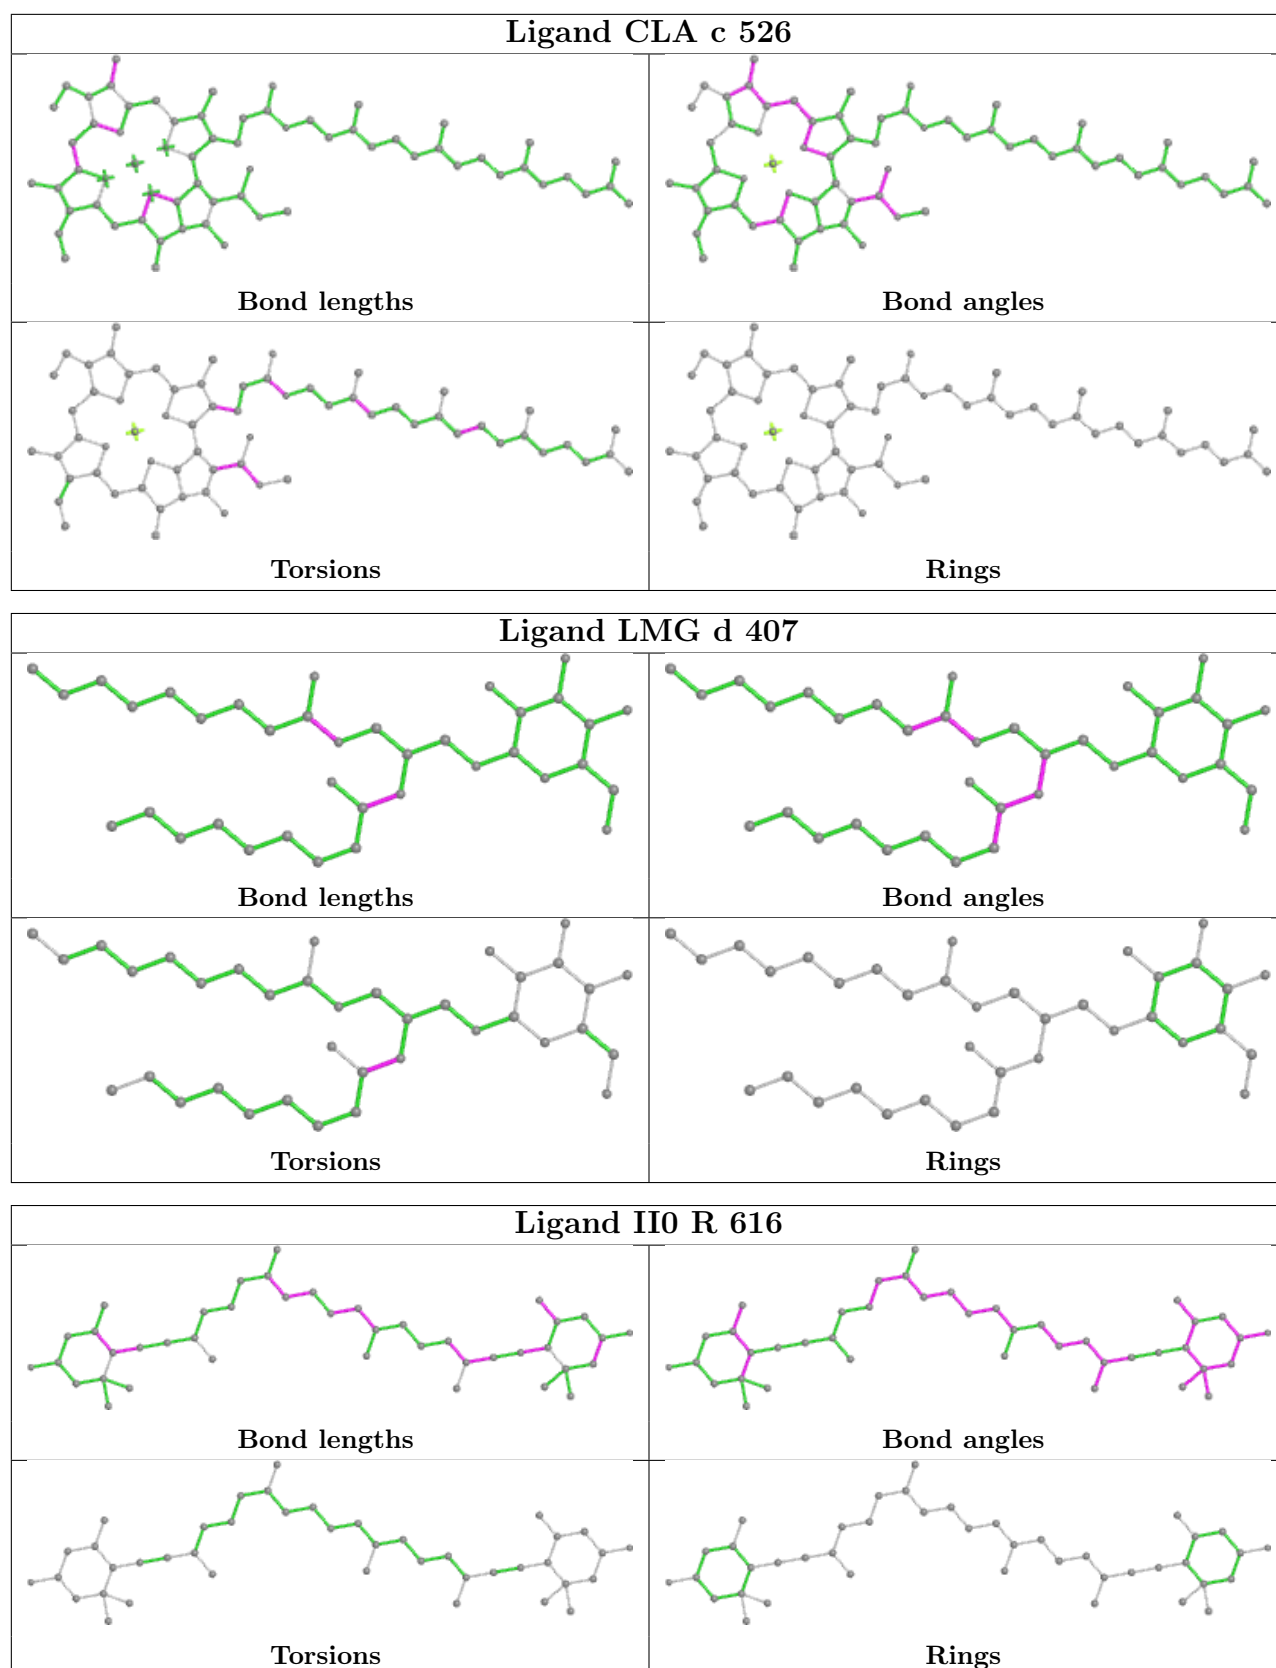 Ligand CLA c 526
Bond lengths
Bond angles
Torsions
Rings
Ligand LMG d 407
Bond lengths
Bond angles
Torsions
Rings
Ligand II0 R 616
Bond lengths
Bond angles
Torsions
Rings